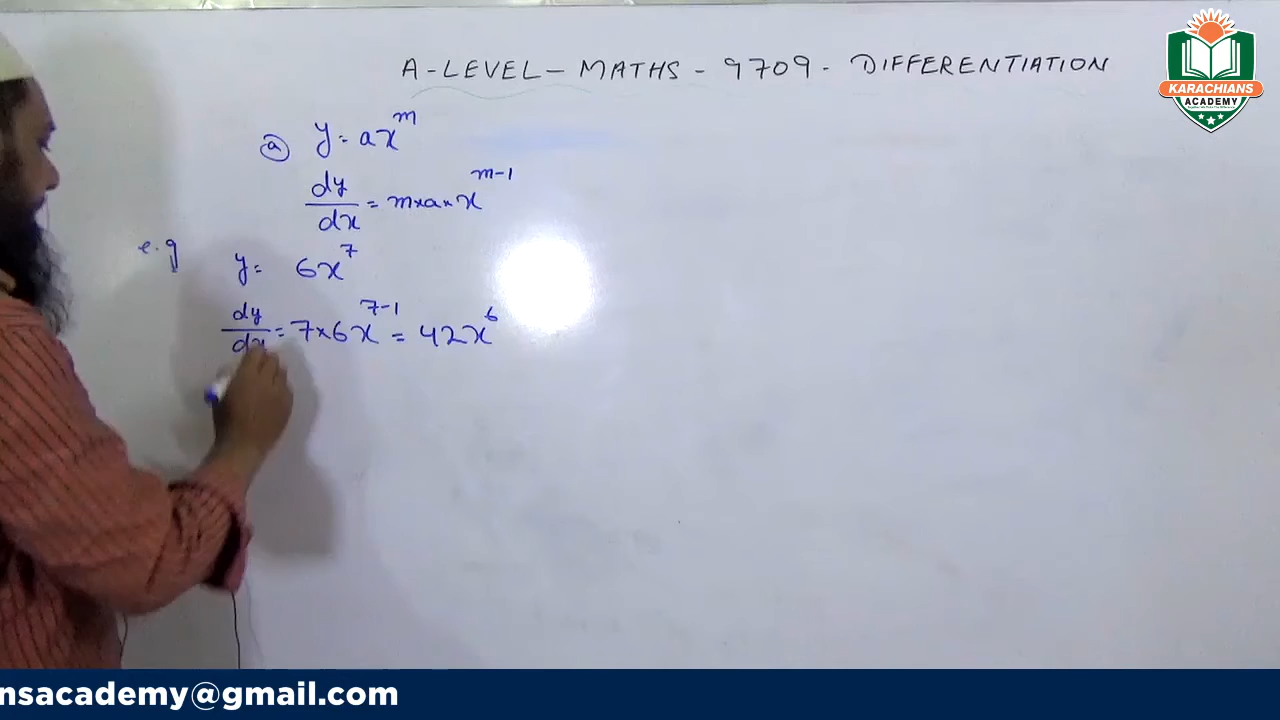 A-LEVEL-MATHS-9709-DIFFERENTIATION
KARACHIANS
ACADEMY
ⓐ y = ax^m
dy/dx = m×a×x^{m-1}
e.g y = 6x^7
dy/dx = 7×6x^{7-1} = 42x^6
nsacademy@gmail.com